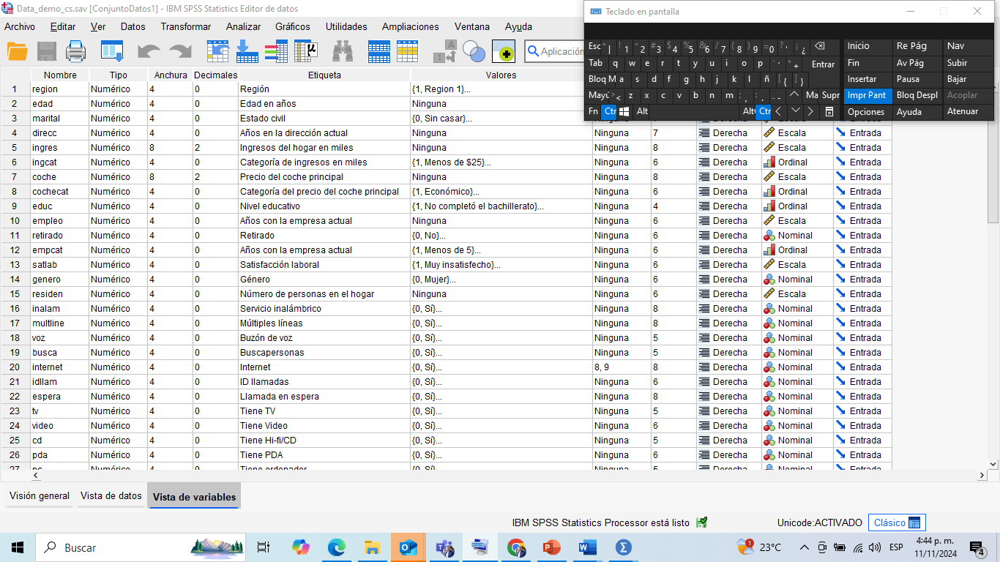 Data_demo_cs.sav [ConjuntoDatos1] - IBM SPSS Statistics Editor de datos
Archivo Editar Ver Datos Transformar Analizar Gráficos Utilidades Ampliaciones Ventana Ayuda
Aplicación
Teclado en pantalla
Esc ° | ! 1 " 2 # 3 $ 4 % 5 & 6 / 7 ( 8 ) 9 = 0 ? ' ¡ ¿ Inicio Re Pág Nav
Tab q w e r t y u i o p ¨ ´ * + Entrar Fin Av Pág Subir
Bloq M a s d f g h j k l ñ [ { ] } Insertar Pausa Bajar
Mayú > < z x c v b n m ; , : . _ - Ma Supr Impr Pant Bloq Despl Acoplar
Fn Ctr Alt Alt Ctr Opciones Ayuda Atenuar
Nombre Tipo Anchura Decimales Etiqueta Valores
1 region Numérico 4 0 Región {1, Region 1}...
2 edad Numérico 4 0 Edad en años Ninguna
3 marital Numérico 4 0 Estado civil {0, Sin casar}...
4 direcc Numérico 4 0 Años en la dirección actual Ninguna Ninguna 7 Derecha Escala Entrada
5 ingres Numérico 8 2 Ingresos del hogar en miles Ninguna Ninguna 8 Derecha Escala Entrada
6 ingcat Numérico 4 0 Categoría de ingresos en miles {1, Menos de $25}... Ninguna 6 Derecha Ordinal Entrada
7 coche Numérico 8 2 Precio del coche principal Ninguna Ninguna 8 Derecha Escala Entrada
8 cochecat Numérico 4 0 Categoría del precio del coche principal {1, Económico}... Ninguna 6 Derecha Ordinal Entrada
9 educ Numérico 4 0 Nivel educativo {1, No completó el bachillerato}... Ninguna 4 Derecha Ordinal Entrada
10 empleo Numérico 4 0 Años con la empresa actual Ninguna Ninguna 6 Derecha Escala Entrada
11 retirado Numérico 4 0 Retirado {0, No}... Ninguna 6 Derecha Nominal Entrada
12 empcat Numérico 4 0 Años con la empresa actual {1, Menos de 5}... Ninguna 6 Derecha Ordinal Entrada
13 satlab Numérico 4 0 Satisfacción laboral {1, Muy insatisfecho}... Ninguna 6 Derecha Escala Entrada
14 genero Numérico 4 0 Género {0, Mujer}... Ninguna 6 Derecha Nominal Entrada
15 residen Numérico 4 0 Número de personas en el hogar Ninguna Ninguna 6 Derecha Escala Entrada
16 inalam Numérico 4 0 Servicio inalámbrico {0, Sí}... Ninguna 8 Derecha Nominal Entrada
17 multline Numérico 4 0 Múltiples líneas {0, Sí}... Ninguna 8 Derecha Nominal Entrada
18 voz Numérico 4 0 Buzón de voz {0, Sí}... Ninguna 5 Derecha Nominal Entrada
19 busca Numérico 4 0 Buscapersonas {0, Sí}... Ninguna 5 Derecha Nominal Entrada
20 internet Numérico 4 0 Internet {0, Sí}... 8, 9 8 Derecha Nominal Entrada
21 idllam Numérico 4 0 ID llamadas {0, Sí}... Ninguna 6 Derecha Nominal Entrada
22 espera Numérico 4 0 Llamada en espera {0, Sí}... Ninguna 8 Derecha Nominal Entrada
23 tv Numérico 4 0 Tiene TV {0, Sí}... Ninguna 5 Derecha Nominal Entrada
24 video Numérico 4 0 Tiene Video {0, Sí}... Ninguna 6 Derecha Nominal Entrada
25 cd Numérico 4 0 Tiene Hi-fi/CD {0, Sí}... Ninguna 5 Derecha Nominal Entrada
26 pda Numérico 4 0 Tiene PDA {0, Sí}... Ninguna 6 Derecha Nominal Entrada
27 pc Numérico 4 0 Tiene ordenador {0, Sí}... Ninguna 5 Derecha Nominal Entrada
Visión general Vista de datos Vista de variables
IBM SPSS Statistics Processor está listo Unicode:ACTIVADO Clásico
Buscar 23°C ESP 4:44 p. m.
11/11/2024 4